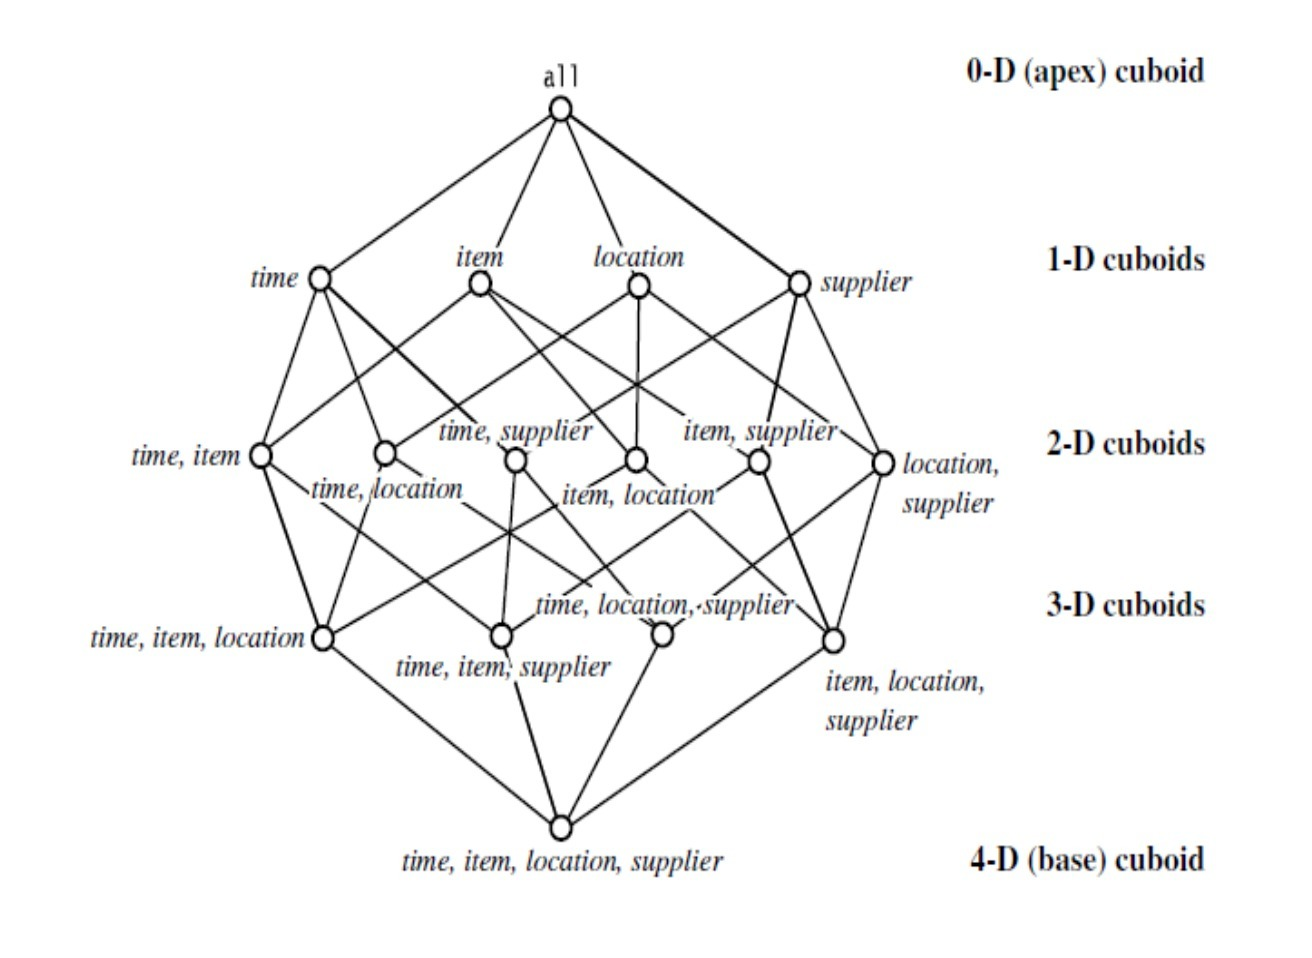 all
0-D (apex) cuboid
time
item
location
supplier
1-D cuboids
time, item
time, location
time, supplier
item, location
item, supplier
location,
supplier
2-D cuboids
time, item, location
time, item, supplier
time, location, supplier
item, location,
supplier
3-D cuboids
time, item, location, supplier
4-D (base) cuboid